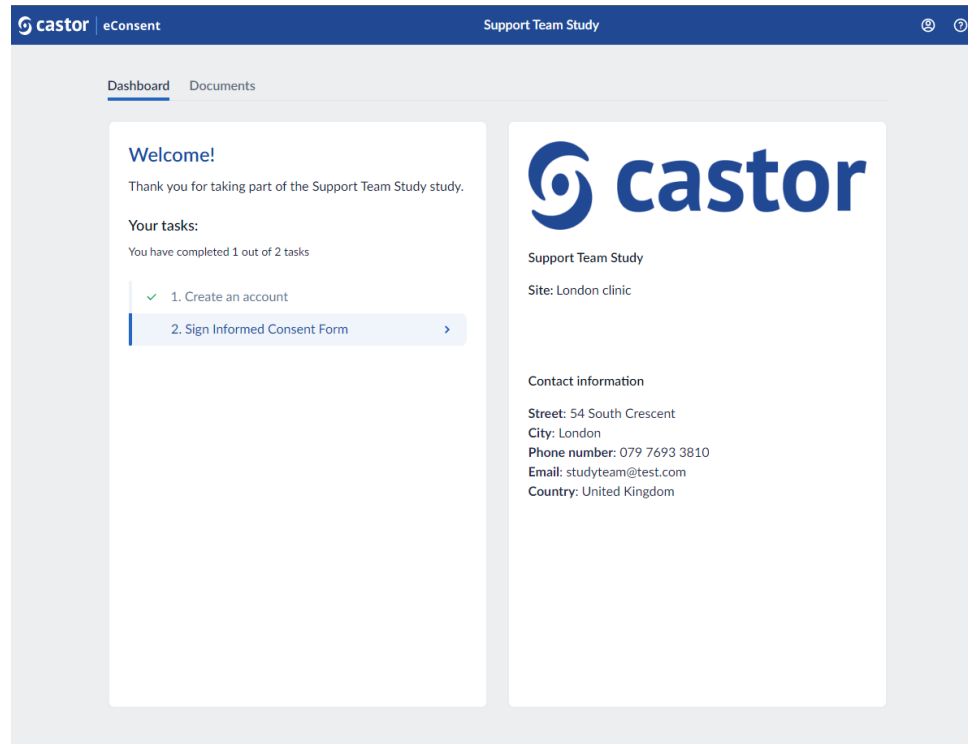 castor eConsent
Support Team Study
Dashboard Documents
Welcome!
Thank you for taking part of the Support Team Study study.
Your tasks:
You have completed 1 out of 2 tasks
1. Create an account
2. Sign Informed Consent Form
castor
Support Team Study
Site: London clinic
Contact information
Street: 54 South Crescent
City: London
Phone number: 079 7693 3810
Email: studyteam@test.com
Country: United Kingdom